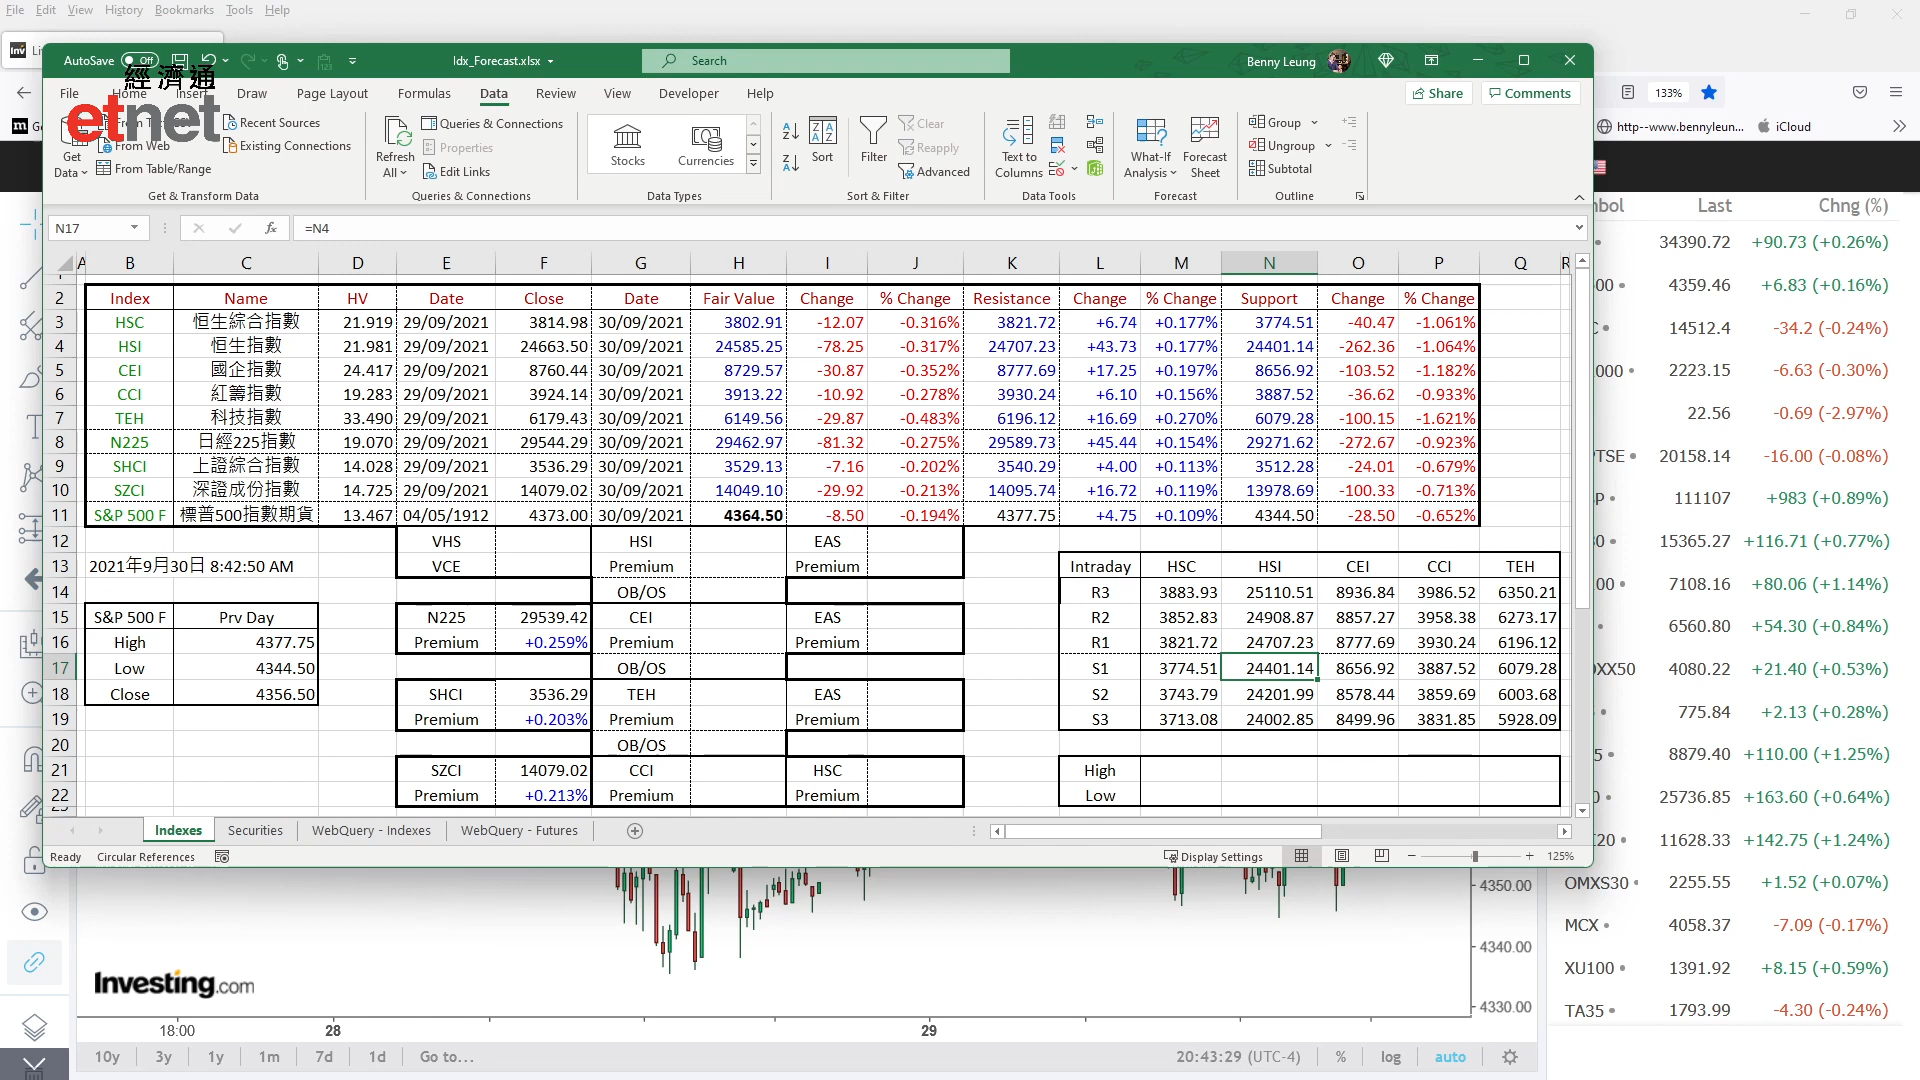 File Edit View History Bookmarks Tools Help
AutoSave Off Idx_Forecast.xlsx Search Benny Leung
經濟通
etnet
File Home Insert Draw Page Layout Formulas Data Review View Developer Help Share Comments
133%
Recent Sources
From Web Existing Connections
Get Data From Table/Range
Get & Transform Data
Refresh All Queries & Connections Properties Edit Links
Queries & Connections
Stocks Currencies
Data Types
Sort Filter Clear Reapply Advanced
Sort & Filter
Text to Columns
Data Tools
What-If Analysis Forecast Sheet
Forecast
Group Ungroup Subtotal
Outline
http--www.bennyleun... iCloud
N17 =N4
B C D E F G H I J K L M N O P Q R
2 Index Name HV Date Close Date Fair Value Change % Change Resistance Change % Change Support Change % Change
3 HSC 恒生綜合指數 21.919 29/09/2021 3814.98 30/09/2021 3802.91 -12.07 -0.316% 3821.72 +6.74 +0.177% 3774.51 -40.47 -1.061%
4 HSI 恒生指數 21.981 29/09/2021 24663.50 30/09/2021 24585.25 -78.25 -0.317% 24707.23 +43.73 +0.177% 24401.14 -262.36 -1.064%
5 CEI 國企指數 24.417 29/09/2021 8760.44 30/09/2021 8729.57 -30.87 -0.352% 8777.69 +17.25 +0.197% 8656.92 -103.52 -1.182%
6 CCI 紅籌指數 19.283 29/09/2021 3924.14 30/09/2021 3913.22 -10.92 -0.278% 3930.24 +6.10 +0.156% 3887.52 -36.62 -0.933%
7 TEH 科技指數 33.490 29/09/2021 6179.43 30/09/2021 6149.56 -29.87 -0.483% 6196.12 +16.69 +0.270% 6079.28 -100.15 -1.621%
8 N225 日經225指數 19.070 29/09/2021 29544.29 30/09/2021 29462.97 -81.32 -0.275% 29589.73 +45.44 +0.154% 29271.62 -272.67 -0.923%
9 SHCI 上證綜合指數 14.028 29/09/2021 3536.29 30/09/2021 3529.13 -7.16 -0.202% 3540.29 +4.00 +0.113% 3512.28 -24.01 -0.679%
10 SZCI 深證成份指數 14.725 29/09/2021 14079.02 30/09/2021 14049.10 -29.92 -0.213% 14095.74 +16.72 +0.119% 13978.69 -100.33 -0.713%
11 S&P 500 F 標普500指數期貨 13.467 04/05/1912 4373.00 30/09/2021 4364.50 -8.50 -0.194% 4377.75 +4.75 +0.109% 4344.50 -28.50 -0.652%
12 VHS HSI EAS
13 2021年9月30日 8:42:50 AM VCE Premium Premium Intraday HSC HSI CEI CCI TEH
14 OB/OS R3 3883.93 25110.51 8936.84 3986.52 6350.21
15 S&P 500 F Prv Day N225 29539.42 CEI EAS R2 3852.83 24908.87 8857.27 3958.38 6273.17
16 High 4377.75 Premium +0.259% Premium Premium R1 3821.72 24707.23 8777.69 3930.24 6196.12
17 Low 4344.50 OB/OS S1 3774.51 24401.14 8656.92 3887.52 6079.28
18 Close 4356.50 SHCI 3536.29 TEH EAS S2 3743.79 24201.99 8578.44 3859.69 6003.68
19 Premium +0.203% Premium Premium S3 3713.08 24002.85 8499.96 3831.85 5928.09
20 OB/OS
21 SZCI 14079.02 CCI HSC High
22 Premium +0.213% Premium Premium Low
Indexes Securities WebQuery - Indexes WebQuery - Futures
Ready Circular References Display Settings 125%
Last Chng (%)
34390.72 +90.73 (+0.26%)
4359.46 +6.83 (+0.16%)
14512.4 -34.2 (-0.24%)
2223.15 -6.63 (-0.30%)
22.56 -0.69 (-2.97%)
20158.14 -16.00 (-0.08%)
111107 +983 (+0.89%)
15365.27 +116.71 (+0.77%)
7108.16 +80.06 (+1.14%)
6560.80 +54.30 (+0.84%)
4080.22 +21.40 (+0.53%)
775.84 +2.13 (+0.28%)
8879.40 +110.00 (+1.25%)
25736.85 +163.60 (+0.64%)
11628.33 +142.75 (+1.24%)
OMXS30 2255.55 +1.52 (+0.07%)
MCX 4058.37 -7.09 (-0.17%)
XU100 1391.92 +8.15 (+0.59%)
TA35 1793.99 -4.30 (-0.24%)
4350.00
4340.00
4330.00
Investing.com
18:00 28 29
10y 3y 1y 1m 7d 1d Go to... 20:43:29 (UTC-4) % log auto